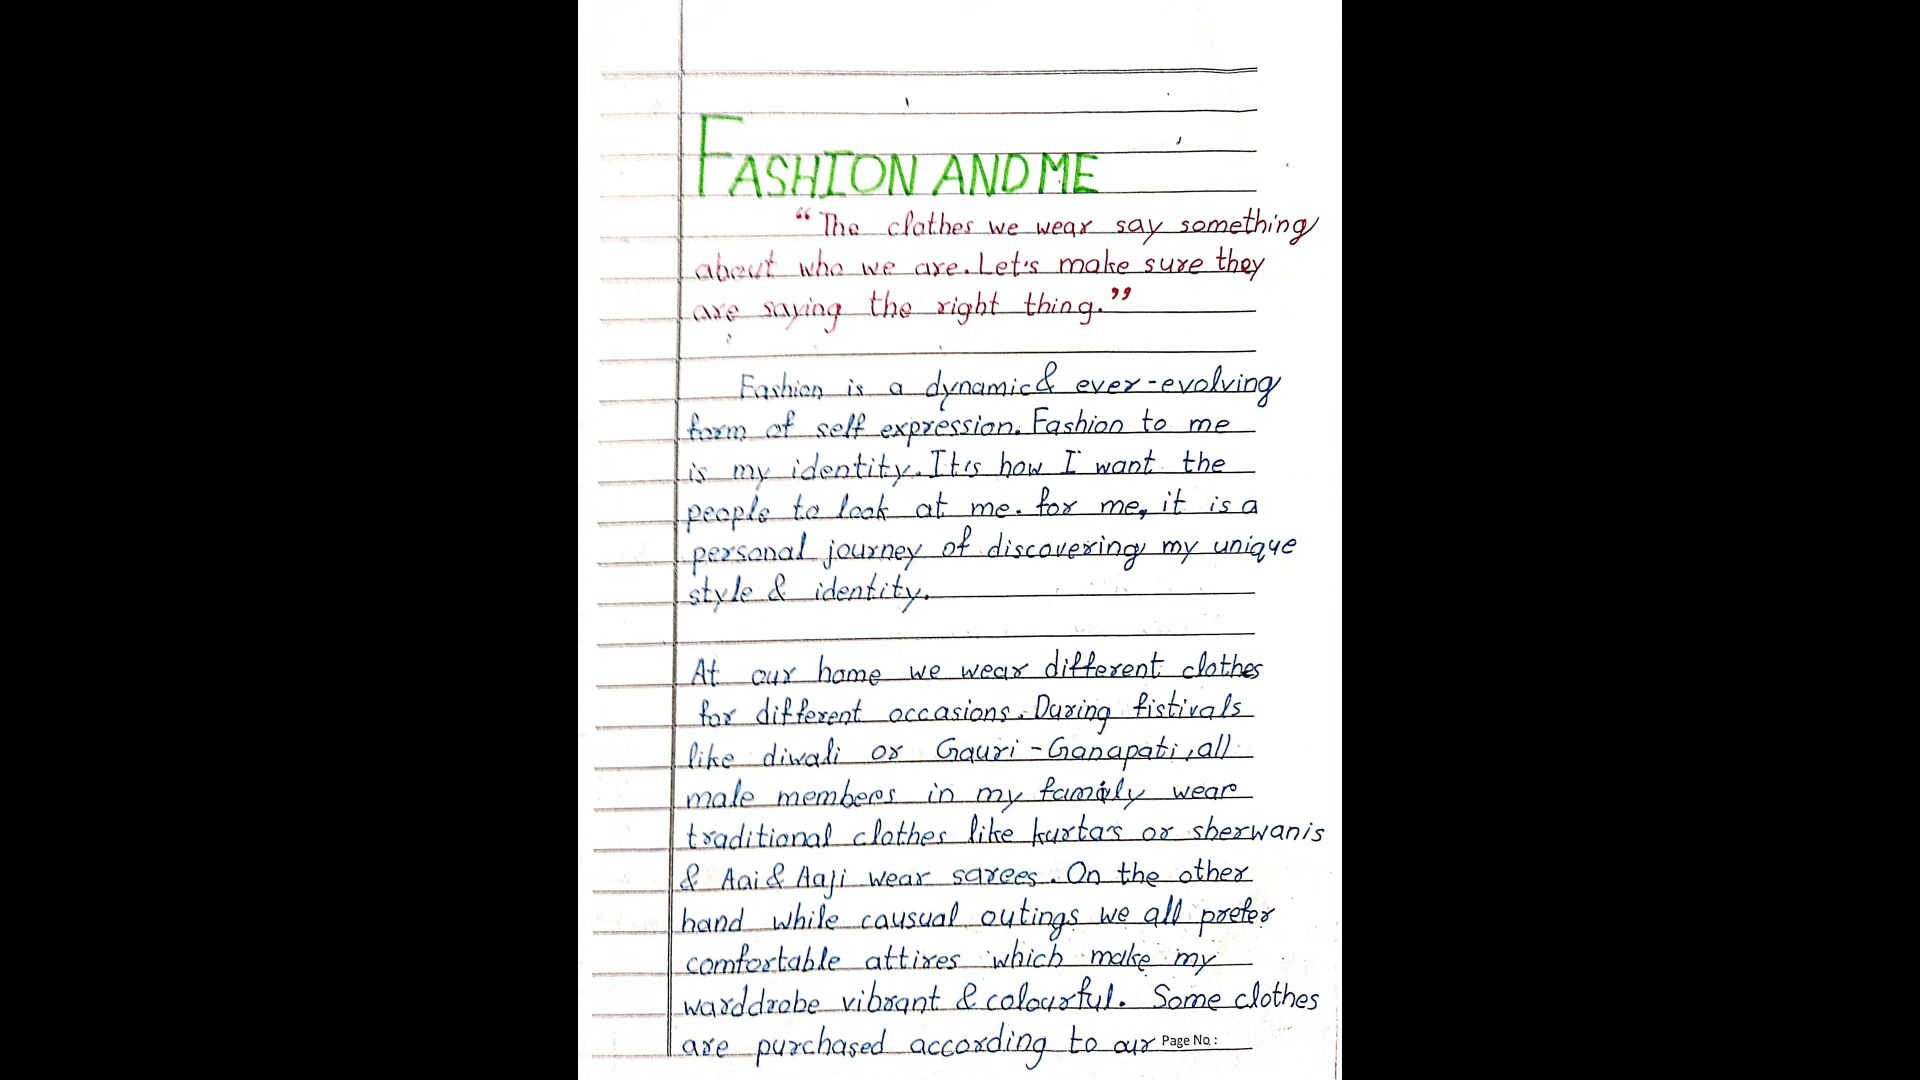 FASHION AND ME
“The clothes we wear say something
about who we are. Let's make sure they
are saying the right thing.”
Fashion is a dynamic & ever-evolving
form of self expression. Fashion to me
is my identity. It's how I want the
people to look at me. for me, it is a
personal journey of discovering my unique
style & identity.
At our home we wear different clothes
for different occasions. During fistivals
like diwali or Gauri-Ganapati, all
male members in my family wear
traditional clothes like kurta's or sherwanis
& Aai & Aaji wear sarees. On the other
hand while causual outings we all prefer
comfortable attires which make my
warddrobe vibrant & colourful. Some clothes
are purchased according to our
Page No.: